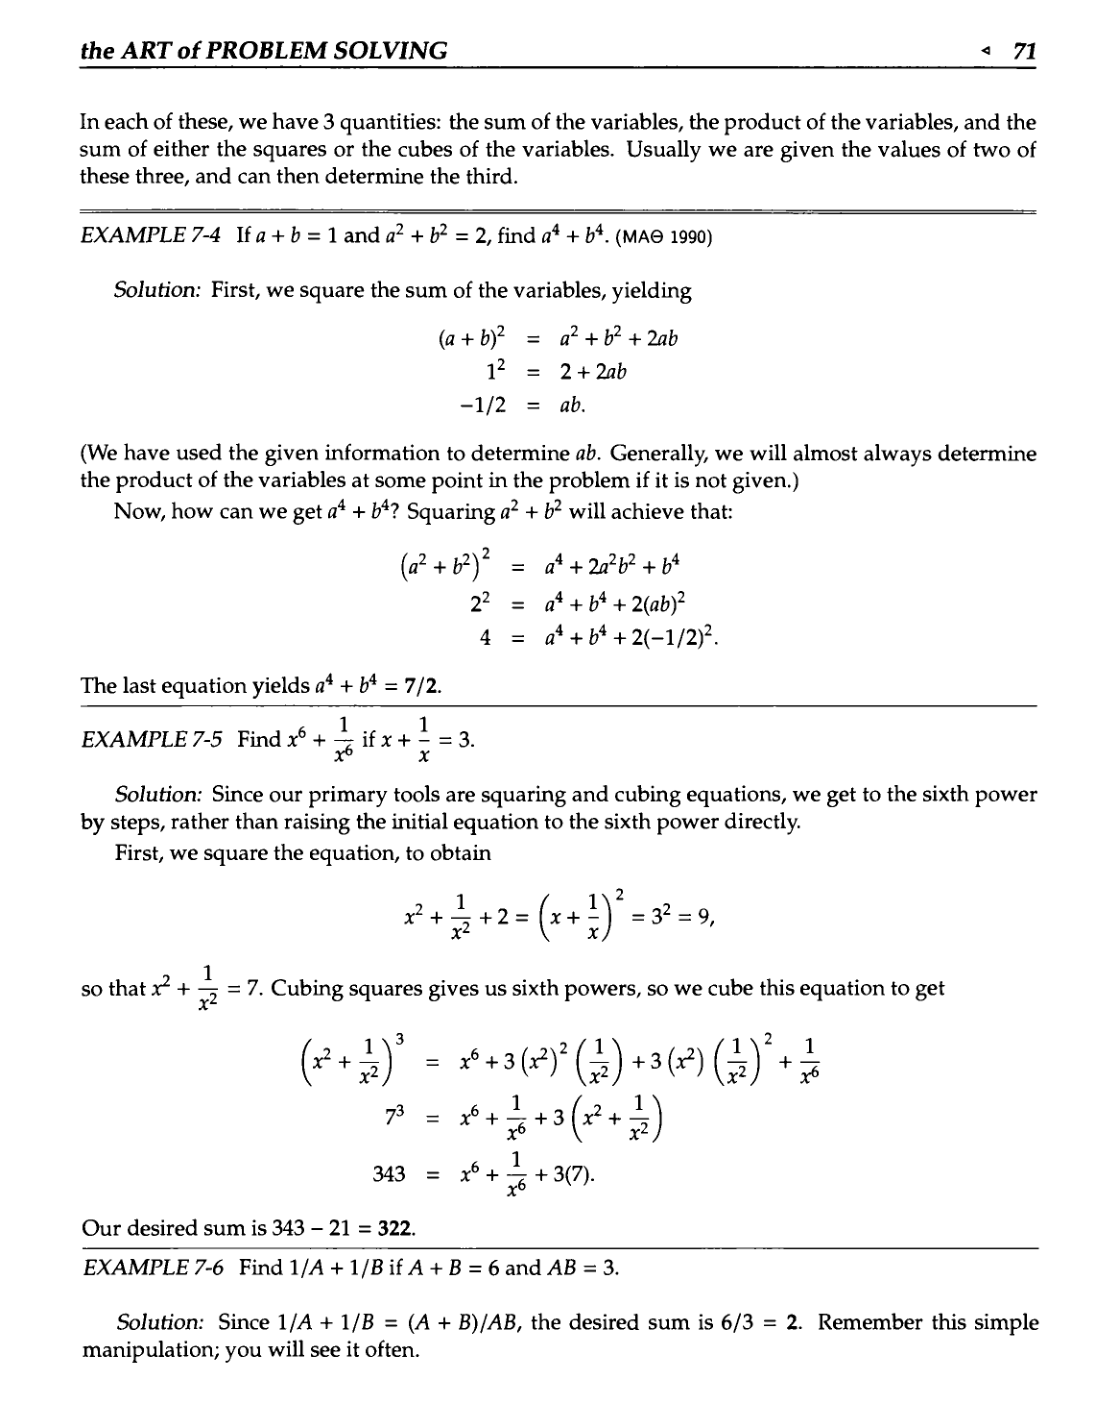 the ART of PROBLEM SOLVING ◃ 71
In each of these, we have 3 quantities: the sum of the variables, the product of the variables, and the
sum of either the squares or the cubes of the variables. Usually we are given the values of two of
these three, and can then determine the third.
EXAMPLE 7-4 If a + b = 1 and a² + b² = 2, find a⁴ + b⁴. (MAΘ 1990)
Solution: First, we square the sum of the variables, yielding
(a + b)² = a² + b² + 2ab
1² = 2 + 2ab
−1/2 = ab.
(We have used the given information to determine ab. Generally, we will almost always determine
the product of the variables at some point in the problem if it is not given.)
Now, how can we get a⁴ + b⁴? Squaring a² + b² will achieve that:
(a² + b²)² = a⁴ + 2a²b² + b⁴
2² = a⁴ + b⁴ + 2(ab)²
4 = a⁴ + b⁴ + 2(−1/2)².
The last equation yields a⁴ + b⁴ = 7/2.
EXAMPLE 7-5 Find x⁶ + 1/x⁶ if x + 1/x = 3.
Solution: Since our primary tools are squaring and cubing equations, we get to the sixth power
by steps, rather than raising the initial equation to the sixth power directly.
First, we square the equation, to obtain
x² + 1/x² + 2 = (x + 1/x)² = 3² = 9,
so that x² + 1/x² = 7. Cubing squares gives us sixth powers, so we cube this equation to get
(x² + 1/x²)³ = x⁶ + 3(x²)²(1/x²) + 3(x²)(1/x²)² + 1/x⁶
7³ = x⁶ + 1/x⁶ + 3(x² + 1/x²)
343 = x⁶ + 1/x⁶ + 3(7).
Our desired sum is 343 − 21 = 322.
EXAMPLE 7-6 Find 1/A + 1/B if A + B = 6 and AB = 3.
Solution: Since 1/A + 1/B = (A + B)/AB, the desired sum is 6/3 = 2. Remember this simple
manipulation; you will see it often.